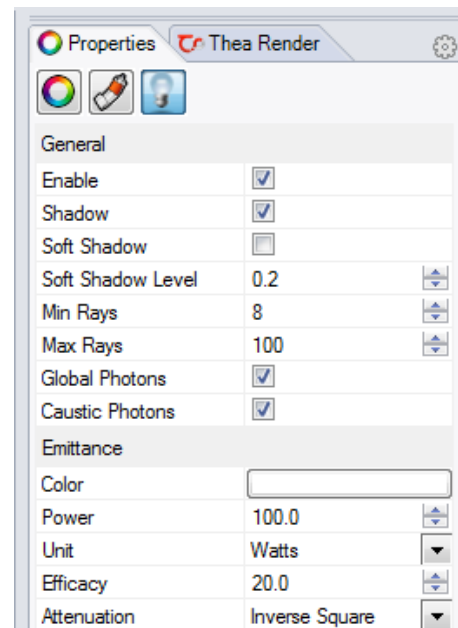 Properties Thea Render
General
Enable
Shadow
Soft Shadow
Soft Shadow Level 0.2
Min Rays 8
Max Rays 100
Global Photons
Caustic Photons
Emittance
Color
Power 100.0
Unit Watts
Efficacy 20.0
Attenuation Inverse Square